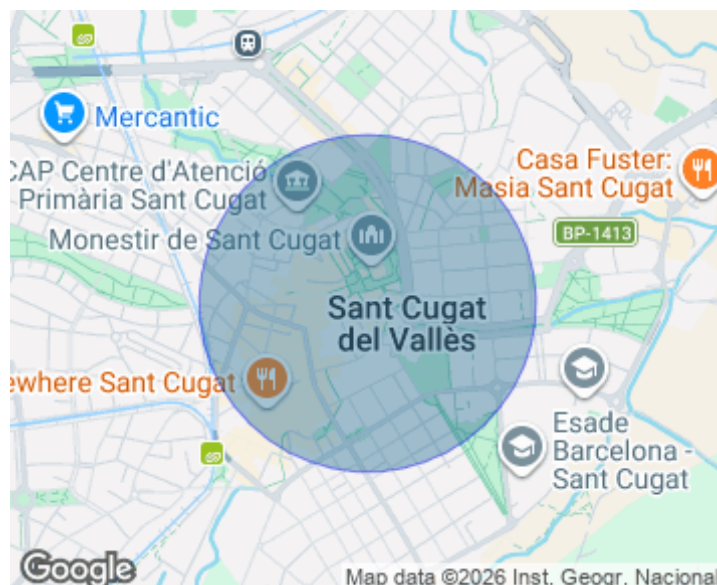 Mercantic
CAP Centre d'Atenció
Primària Sant Cugat
Casa Fuster:
Masia Sant Cugat
Monestir de Sant Cugat
BP-1413
Sant Cugat
del Vallès
ewhere Sant Cugat
Esade
Barcelona -
Sant Cugat
Google
Map data ©2026 Inst. Geogr. Nacional